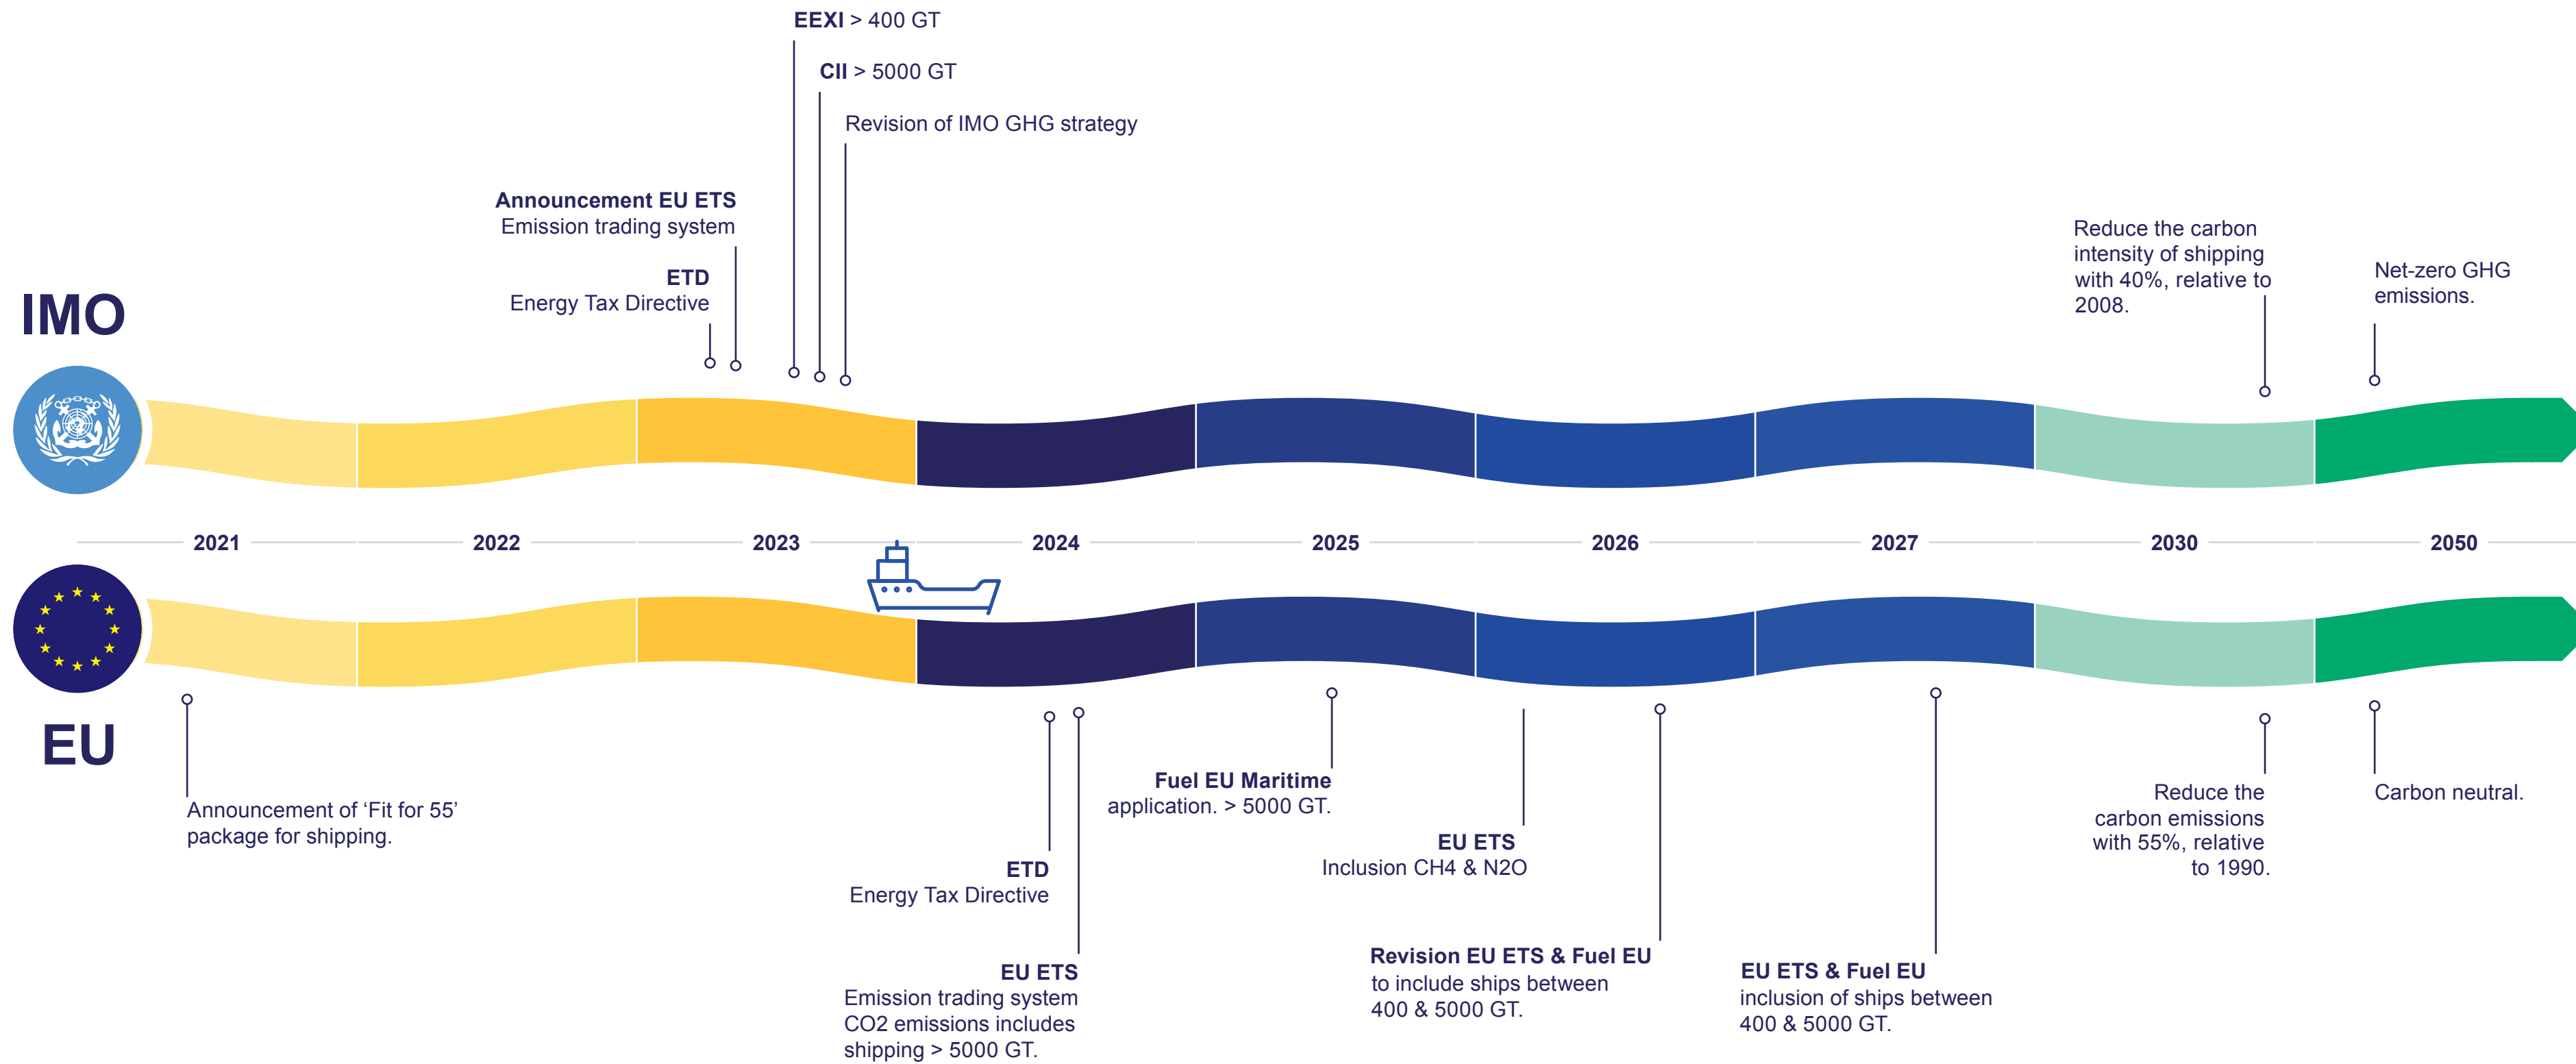 EEXI > 400 GT
CII > 5000 GT
Revision of IMO GHG strategy
Announcement EU ETS
Emission trading system
ETD
Energy Tax Directive
Reduce the carbon
intensity of shipping
with 40%, relative to
2008.
Net-zero GHG
emissions.
IMO
2021
2022
2023
2024
2025
2026
2027
2030
2050
EU
Announcement of ‘Fit for 55’
package for shipping.
ETD
Energy Tax Directive
EU ETS
Emission trading system
CO2 emissions includes
shipping > 5000 GT.
Fuel EU Maritime
application. > 5000 GT.
EU ETS
Inclusion CH4 & N2O
Revision EU ETS & Fuel EU
to include ships between
400 & 5000 GT.
EU ETS & Fuel EU
inclusion of ships between
400 & 5000 GT.
Reduce the
carbon emissions
with 55%, relative
to 1990.
Carbon neutral.